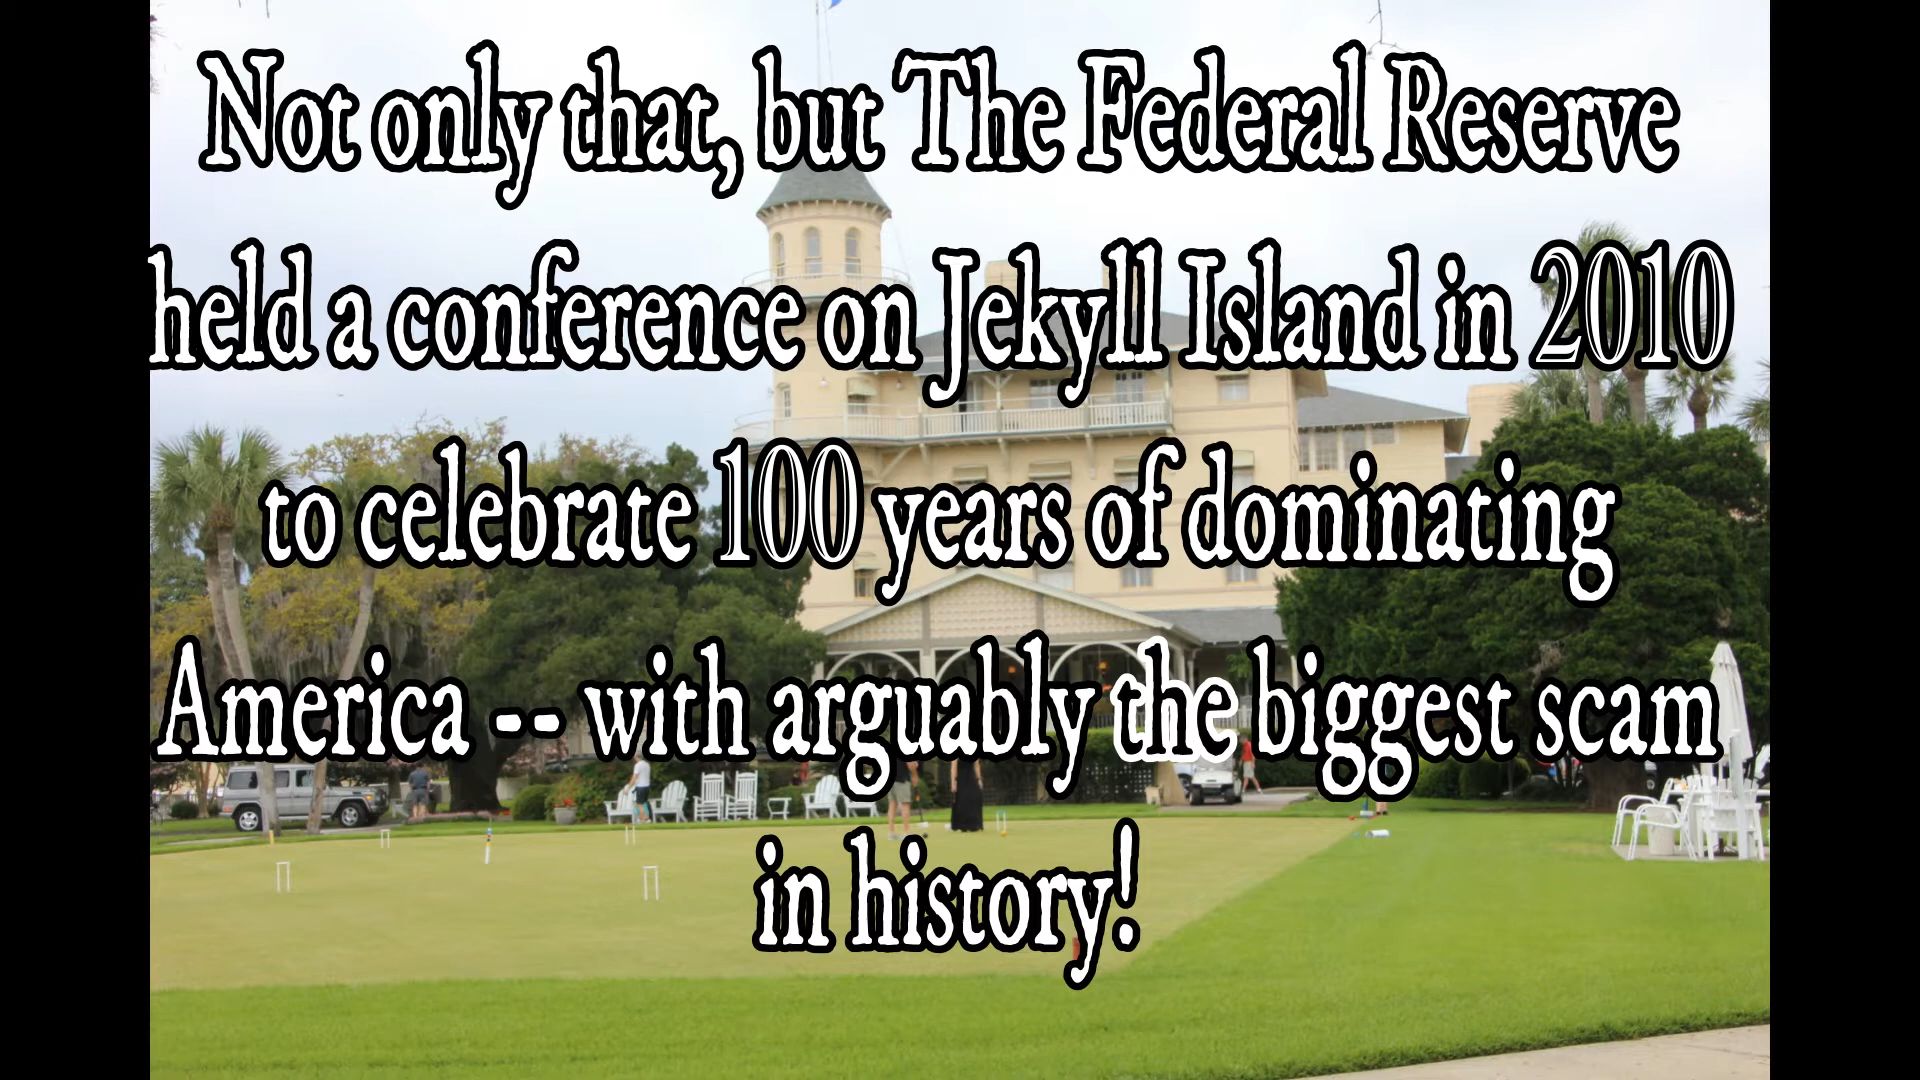 Not only that, but The Federal Reserve
held a conference on Jekyll Island in 2010
to celebrate 100 years of dominating
America -- with arguably the biggest scam
in history!